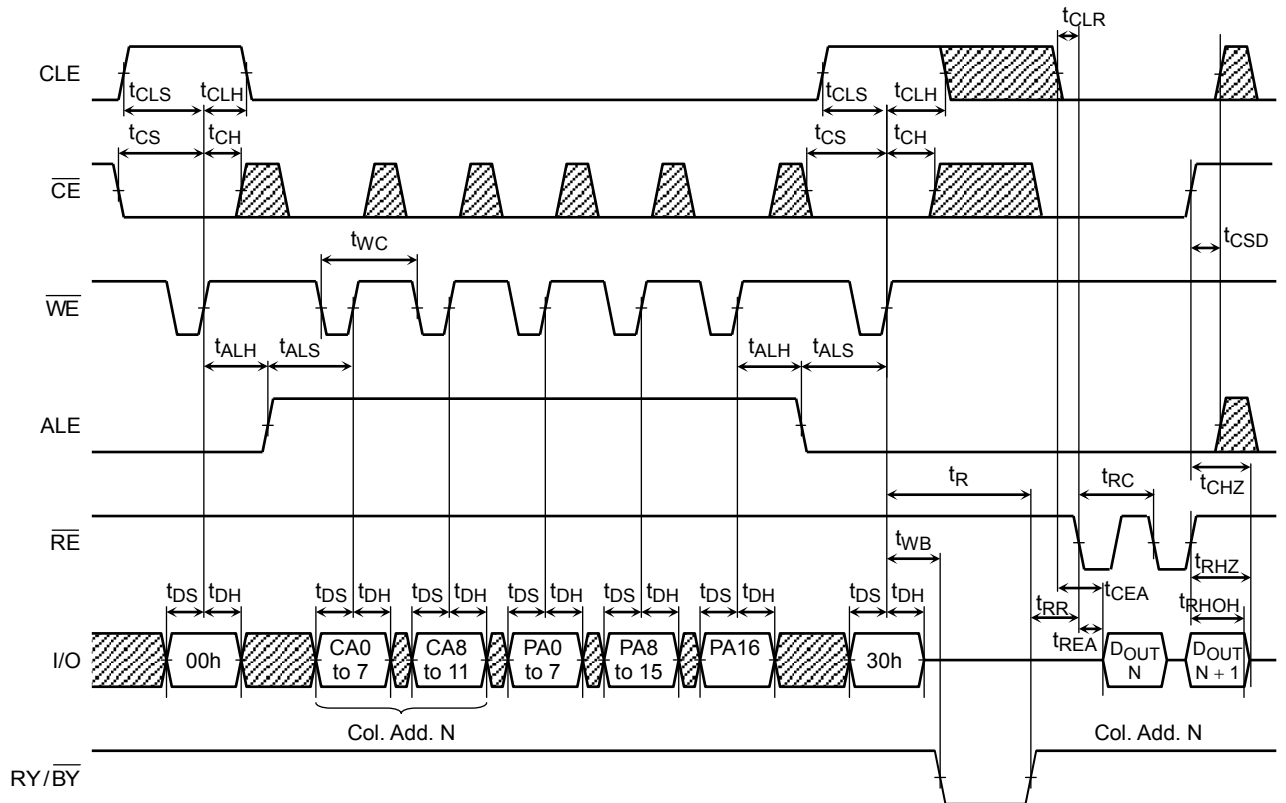 tCLR
CLE
tCLS tCLH tCLS tCLH
tCS tCH tCS tCH
CE
tWC tCSD
WE
tALH tALS tALH tALS
ALE
tR tRC tCHZ
RE
tWB tRHZ
tDS tDH tDS tDH tDS tDH tDS tDH tDS tDH tDS tDH tDS tDH tRR tCEA tRHOH
tREA
I/O 00h CA0 to 7 CA8 to 11 PA0 to 7 PA8 to 15 PA16 30h DOUT N DOUT N + 1
Col. Add. N Col. Add. N
RY/BY